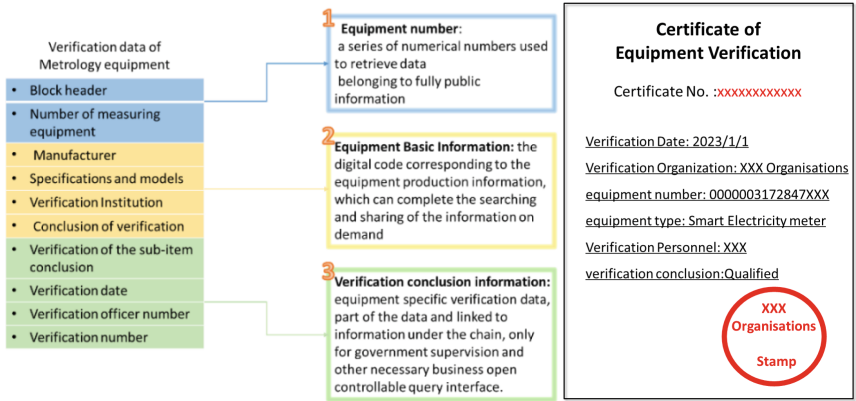 Verification data of
Metrology equipment
• Block header
• Number of measuring
equipment
• Manufacturer
• Specifications and models
• Verification Institution
• Conclusion of verification
• Verification of the sub-item
conclusion
• Verification date
• Verification officer number
• Verification number
1
Equipment number:
a series of numerical numbers used
to retrieve data
belonging to fully public
information
2
Equipment Basic Information: the
digital code corresponding to the
equipment production information,
which can complete the searching
and sharing of the information on
demand
3
Verification conclusion information:
equipment specific verification data,
part of the data and linked to
information under the chain, only
for government supervision and
other necessary business open
controllable query interface.
Certificate of
Equipment Verification
Certificate No. :xxxxxxxxxxxx
Verification Date: 2023/1/1
Verification Organization: XXX Organisations
equipment number: 0000003172847XXX
equipment type: Smart Electricity meter
Verification Personnel: XXX
verification conclusion:Qualified
XXX
Organisations
Stamp